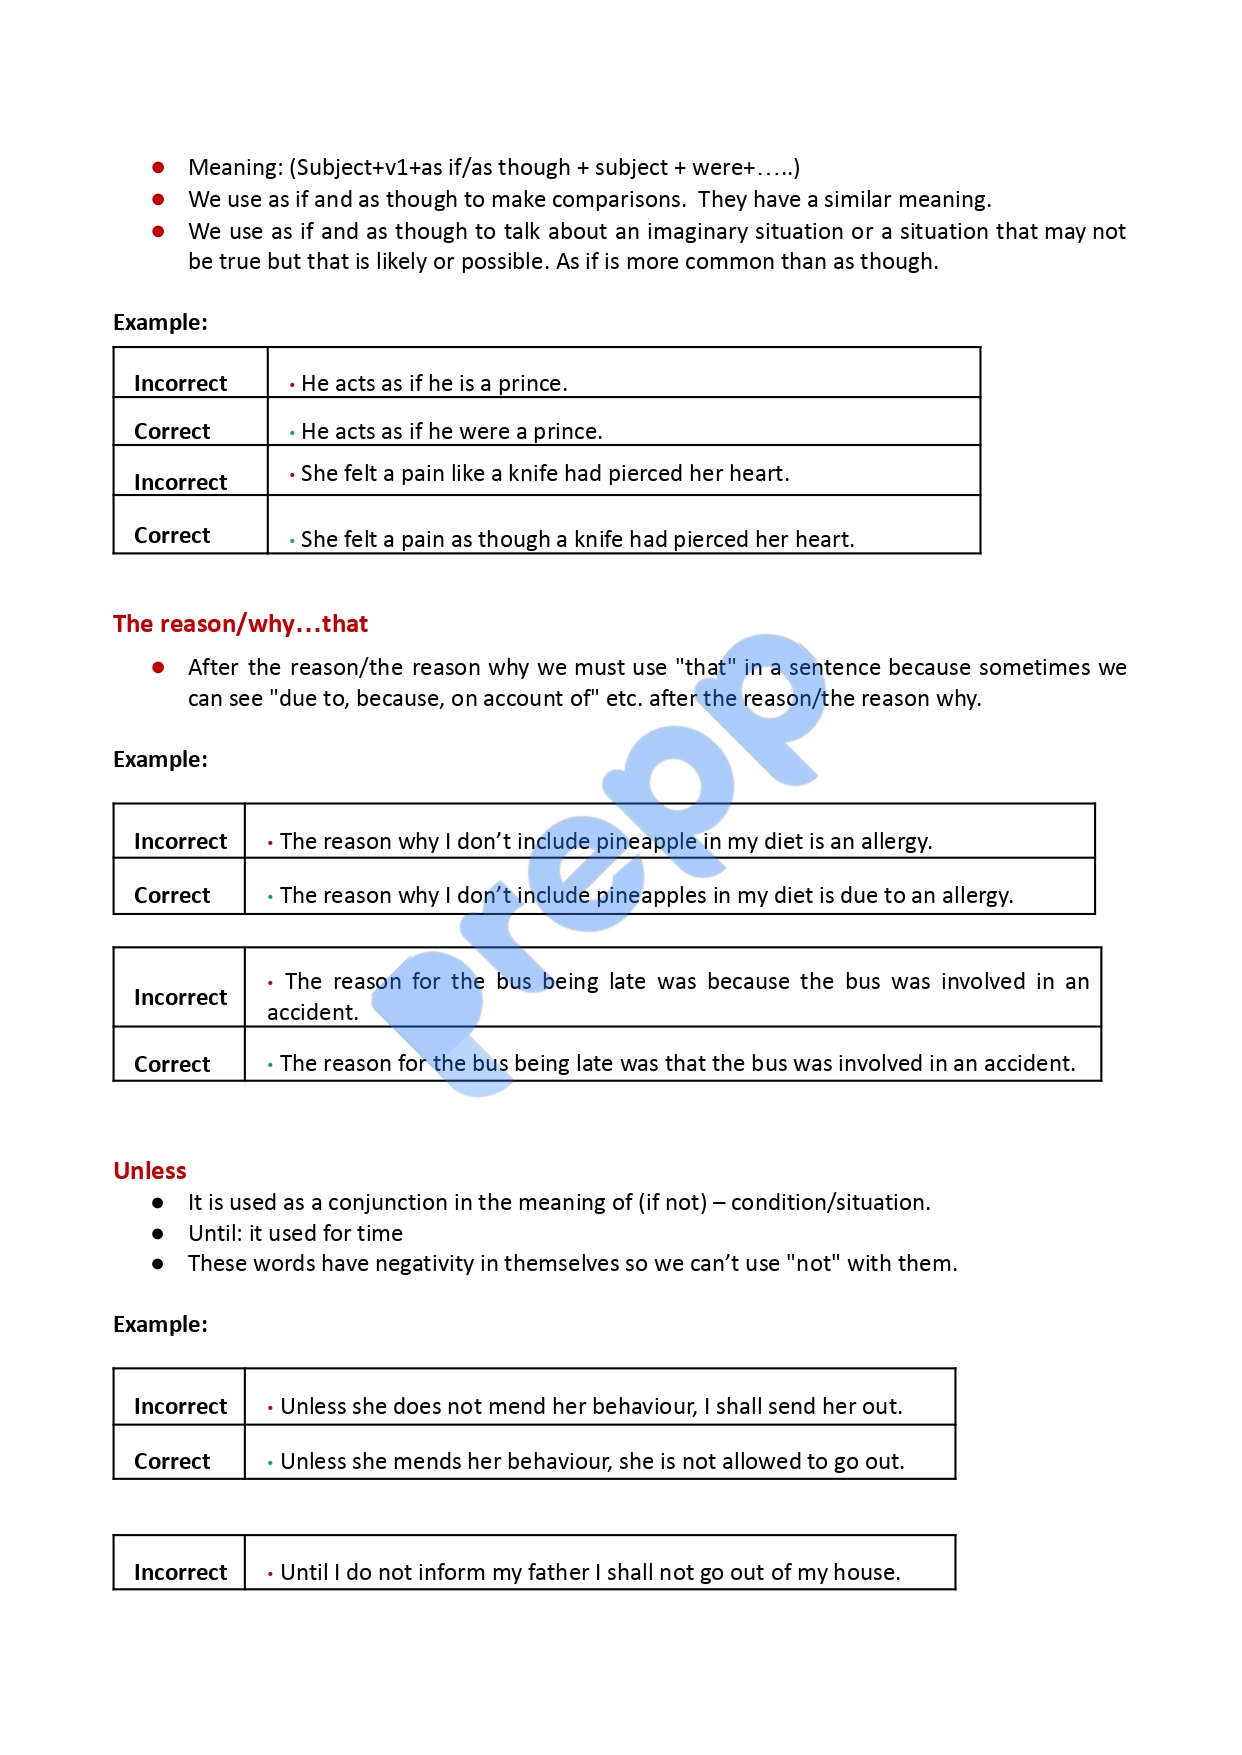 ● Meaning: (Subject+v1+as if/as though + subject + were+…..)
● We use as if and as though to make comparisons.  They have a similar meaning.
● We use as if and as though to talk about an imaginary situation or a situation that may not
be true but that is likely or possible. As if is more common than as though.
Example:
Incorrect • He acts as if he is a prince.
Correct • He acts as if he were a prince.
Incorrect • She felt a pain like a knife had pierced her heart.
Correct • She felt a pain as though a knife had pierced her heart.
The reason/why…that
● After the reason/the reason why we must use "that" in a sentence because sometimes we
can see "due to, because, on account of" etc. after the reason/the reason why.
Example:
Incorrect • The reason why I don’t include pineapple in my diet is an allergy.
Correct • The reason why I don’t include pineapples in my diet is due to an allergy.
Incorrect • The reason for the bus being late was because the bus was involved in an
accident.
Correct • The reason for the bus being late was that the bus was involved in an accident.
prepp
Unless
● It is used as a conjunction in the meaning of (if not) – condition/situation.
● Until: it used for time
● These words have negativity in themselves so we can’t use "not" with them.
Example:
Incorrect • Unless she does not mend her behaviour, I shall send her out.
Correct • Unless she mends her behaviour, she is not allowed to go out.
Incorrect • Until I do not inform my father I shall not go out of my house.